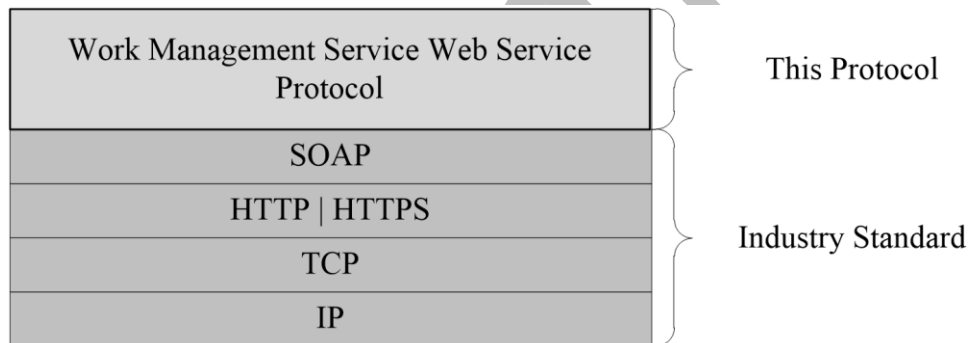 Work Management Service Web Service
Protocol
This Protocol
SOAP
HTTP | HTTPS
TCP
IP
Industry Standard